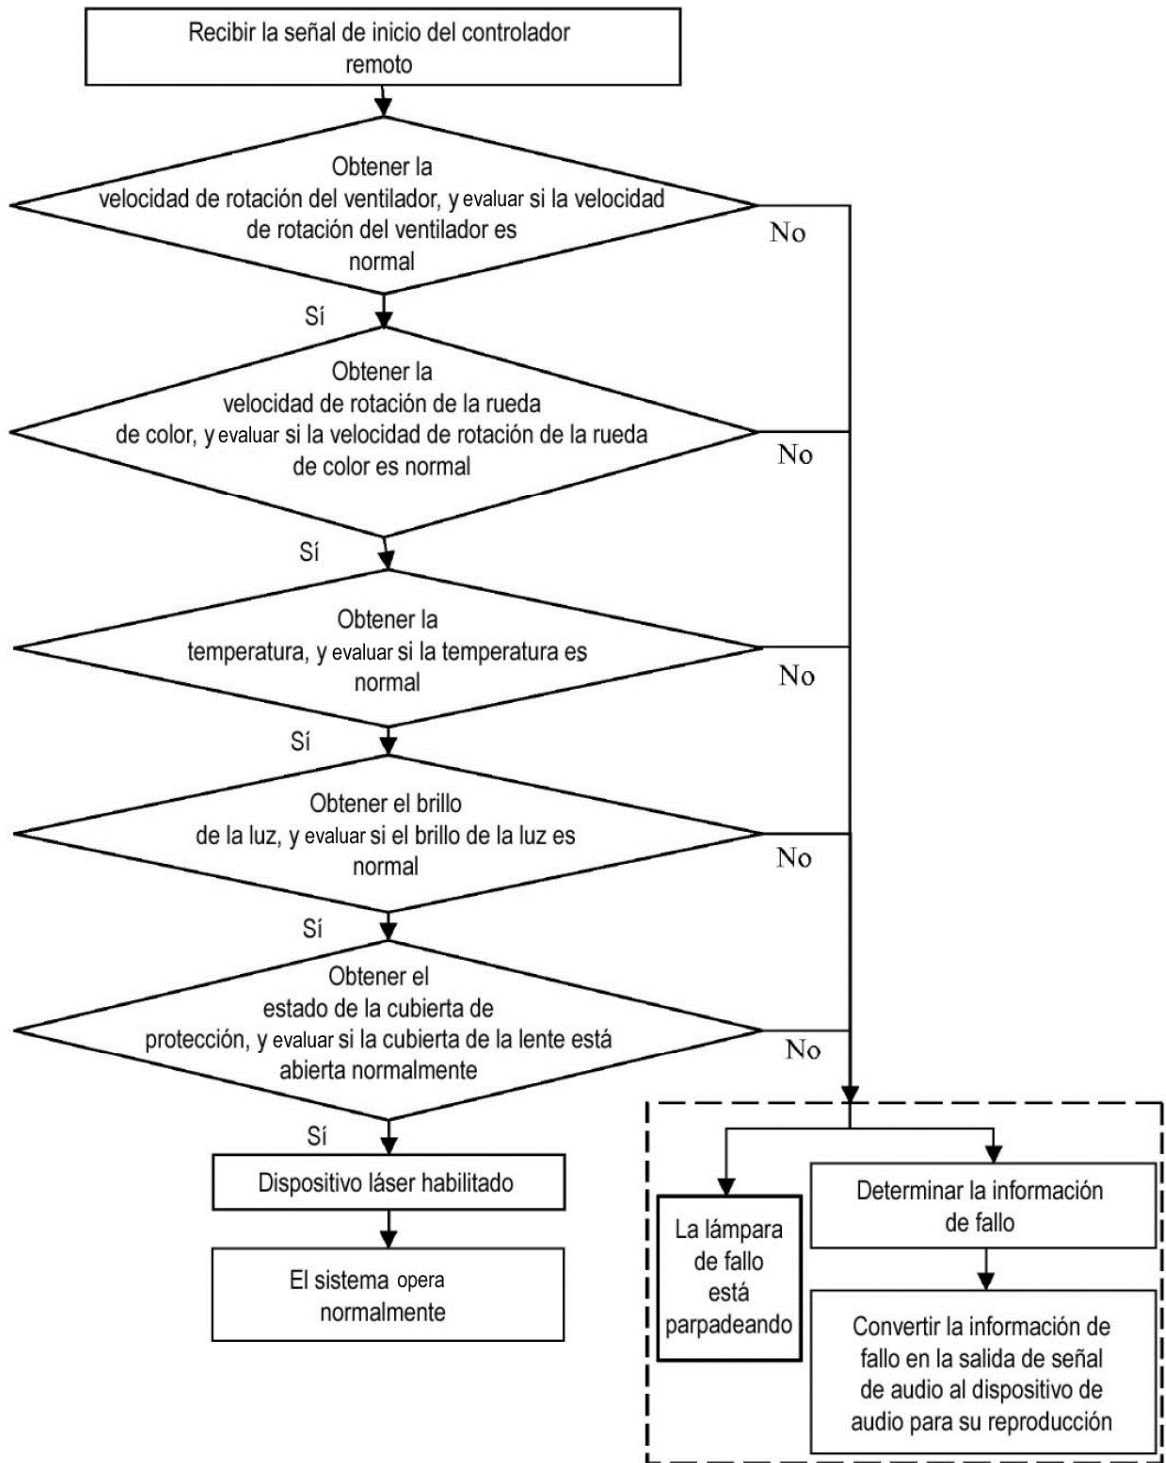 Recibir la señal de inicio del controlador
remoto
Obtener la
velocidad de rotación del ventilador, y evaluar si la velocidad
de rotación del ventilador es
normal
No
Sí
Obtener la
velocidad de rotación de la rueda
de color, y evaluar si la velocidad de rotación de la rueda
de color es normal
No
Sí
Obtener la
temperatura, y evaluar si la temperatura es
normal
No
Sí
Obtener el brillo
de la luz, y evaluar si el brillo de la luz es
normal
No
Sí
Obtener el
estado de la cubierta de
protección, y evaluar si la cubierta de la lente está
abierta normalmente
No
Sí
Dispositivo láser habilitado
El sistema opera
normalmente
La lámpara
de fallo
está
parpadeando
Determinar la información
de fallo
Convertir la información de
fallo en la salida de señal
de audio al dispositivo de
audio para su reproducción